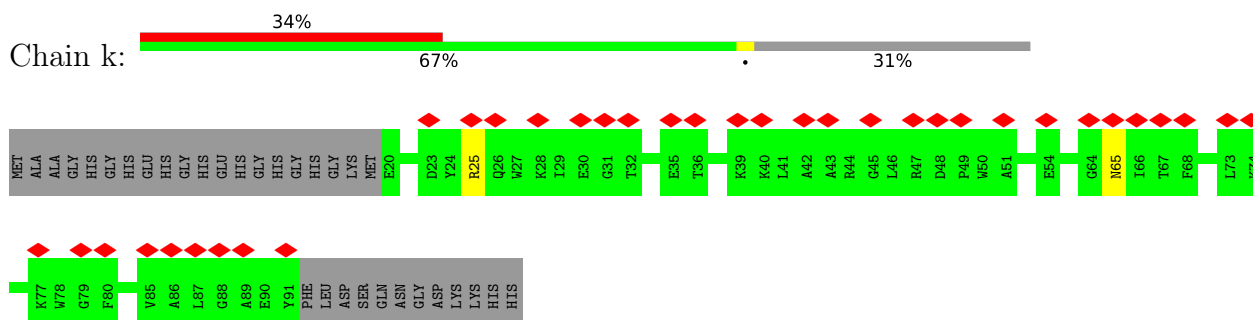 34%
Chain k:
67% • 31%
MET ALA ALA GLY HIS GLY HIS GLU HIS GLY HIS GLU HIS GLY HIS GLY HIS GLY LYS MET E20 D23 Y24 R25 Q26 W27 K28 I29 E30 G31 T32 E35 T36 K39 K40 L41 A42 A43 R44 G45 L46 R47 D48 P49 W50 A51 E54 G64 N65 I66 T67 F68 L73 K74
K77 W78 G79 F80 V85 A86 L87 G88 A89 E90 Y91 PHE LEU ASP SER GLN ASN GLY ASP LYS LYS HIS HIS